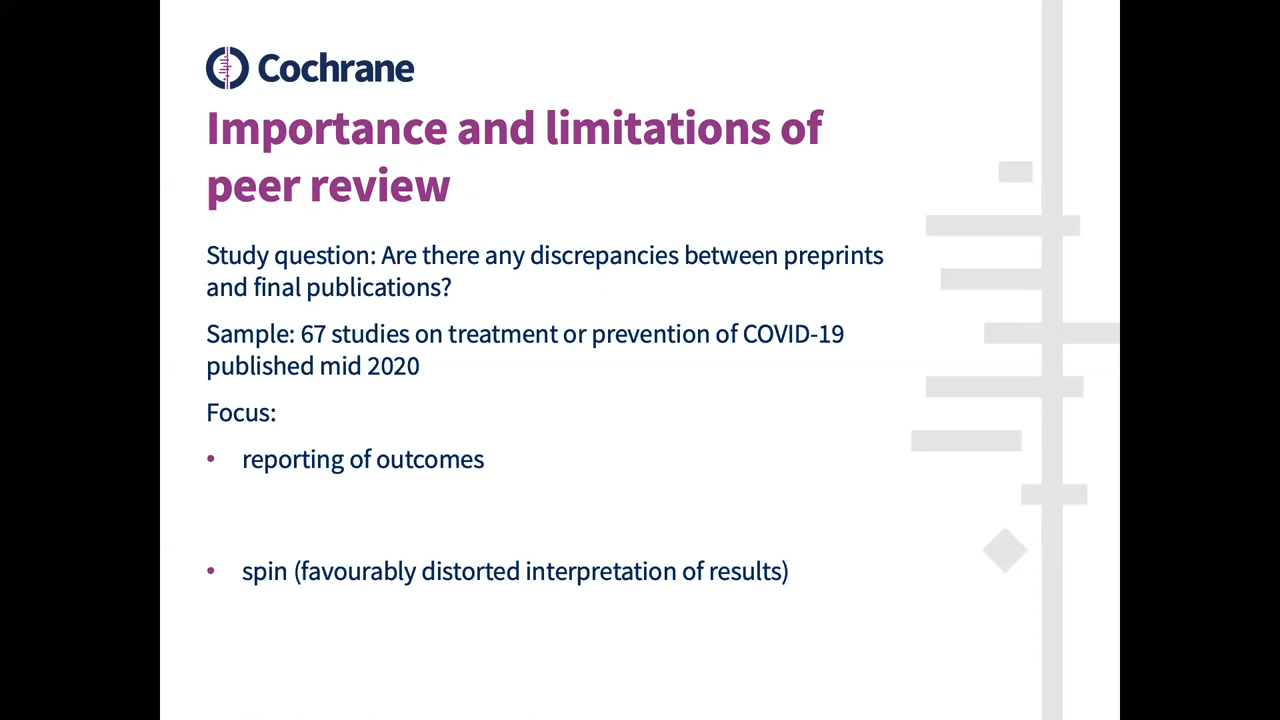 Cochrane
Importance and limitations of
peer review
Study question: Are there any discrepancies between preprints
and final publications?
Sample: 67 studies on treatment or prevention of COVID-19
published mid 2020
Focus:
• reporting of outcomes
• spin (favourably distorted interpretation of results)